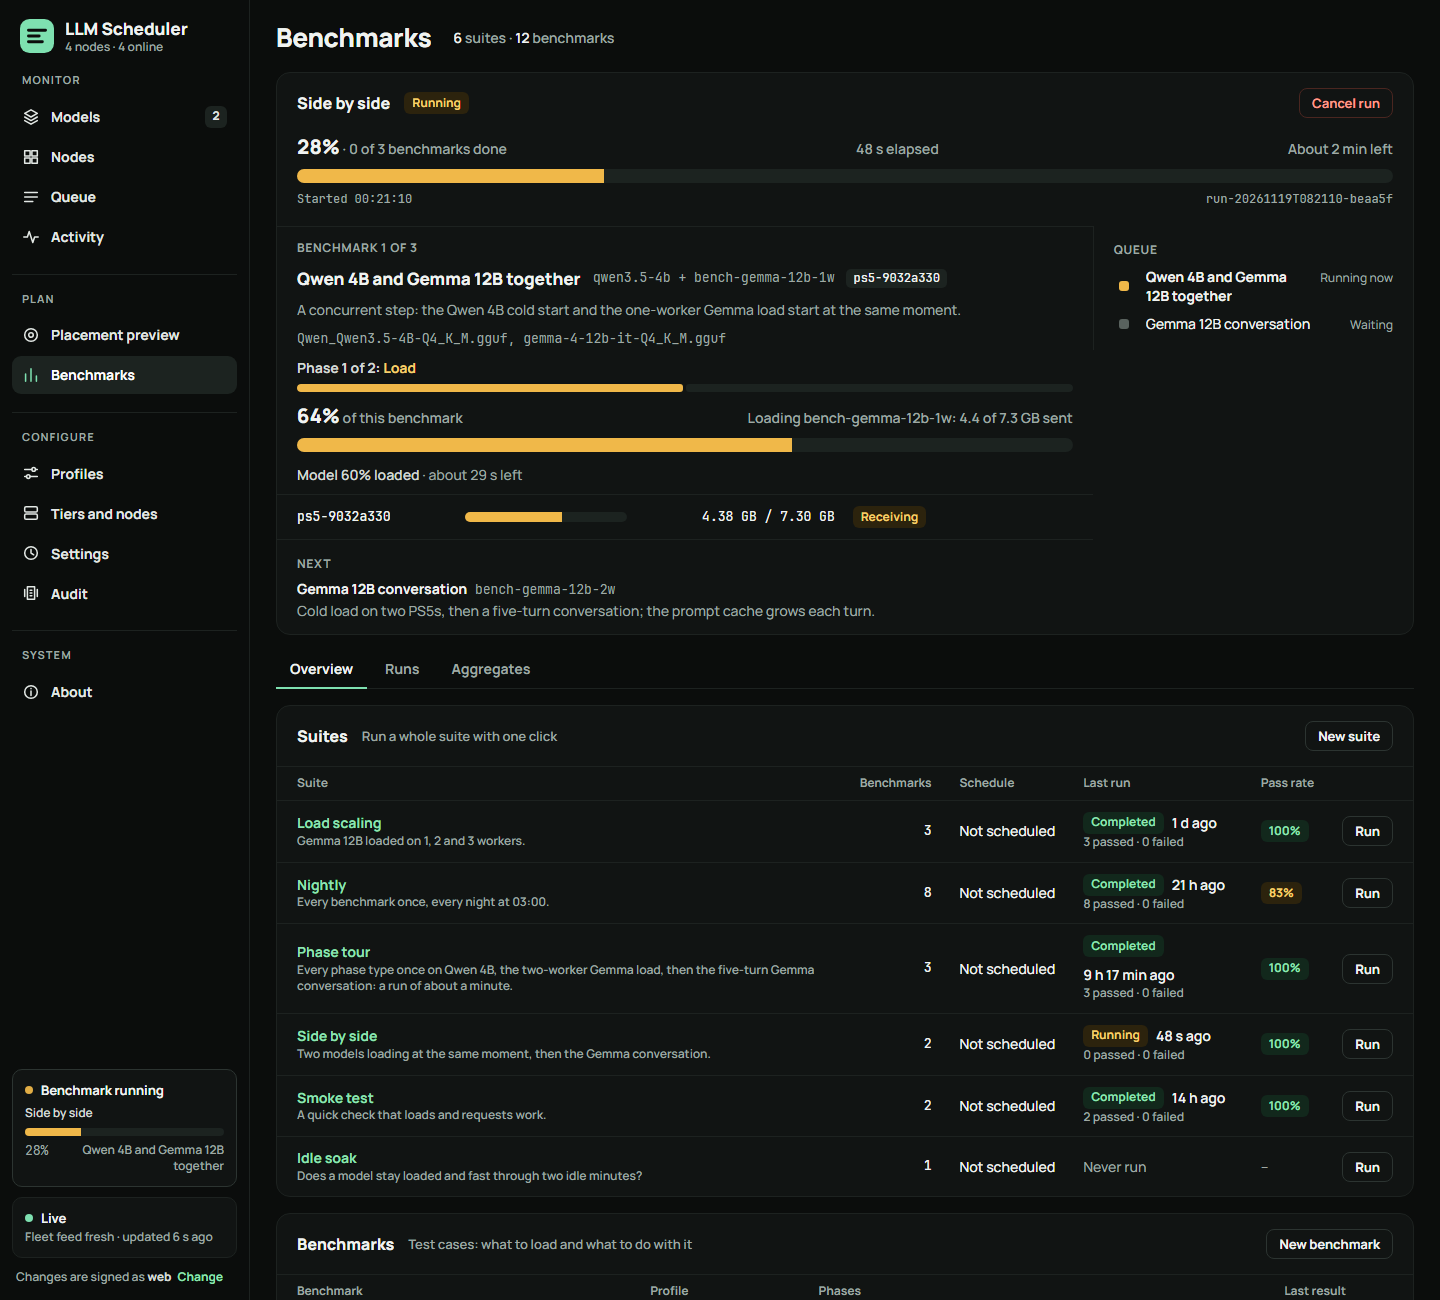 LLM Scheduler
4 nodes · 4 online
MONITOR
Models 2
Nodes
Queue
Activity
PLAN
Placement preview
Benchmarks
CONFIGURE
Profiles
Tiers and nodes
Settings
Audit
SYSTEM
About
Benchmark running
Side by side
28% Qwen 4B and Gemma 12B
together
Live
Fleet feed fresh · updated 6 s ago
Changes are signed as web Change
Benchmarks 6 suites · 12 benchmarks
Side by side Running Cancel run
28% · 0 of 3 benchmarks done 48 s elapsed About 2 min left
Started 00:21:10 run-20261119T082110-beaa5f
BENCHMARK 1 OF 3
Qwen 4B and Gemma 12B together qwen3.5-4b + bench-gemma-12b-1w ps5-9032a330
A concurrent step: the Qwen 4B cold start and the one-worker Gemma load start at the same moment.
Qwen_Qwen3.5-4B-Q4_K_M.gguf, gemma-4-12b-it-Q4_K_M.gguf
Phase 1 of 2: Load
64% of this benchmark Loading bench-gemma-12b-1w: 4.4 of 7.3 GB sent
Model 60% loaded · about 29 s left
ps5-9032a330 4.38 GB / 7.30 GB Receiving
NEXT
Gemma 12B conversation bench-gemma-12b-2w
Cold load on two PS5s, then a five-turn conversation; the prompt cache grows each turn.
QUEUE
Qwen 4B and Gemma Running now
12B together
Gemma 12B conversation Waiting
Overview Runs Aggregates
Suites Run a whole suite with one click New suite
Suite Benchmarks Schedule Last run Pass rate
Load scaling
Gemma 12B loaded on 1, 2 and 3 workers.
3 Not scheduled Completed 1 d ago
3 passed · 0 failed
100% Run
Nightly
Every benchmark once, every night at 03:00.
8 Not scheduled Completed 21 h ago
8 passed · 0 failed
83% Run
Phase tour
Every phase type once on Qwen 4B, the two-worker Gemma load, then the five-turn Gemma
conversation: a run of about a minute.
3 Not scheduled Completed
9 h 17 min ago
3 passed · 0 failed
100% Run
Side by side
Two models loading at the same moment, then the Gemma conversation.
2 Not scheduled Running 48 s ago
0 passed · 0 failed
100% Run
Smoke test
A quick check that loads and requests work.
2 Not scheduled Completed 14 h ago
2 passed · 0 failed
100% Run
Idle soak
Does a model stay loaded and fast through two idle minutes?
1 Not scheduled Never run – Run
Benchmarks Test cases: what to load and what to do with it New benchmark
Benchmark Profile Phases Last result